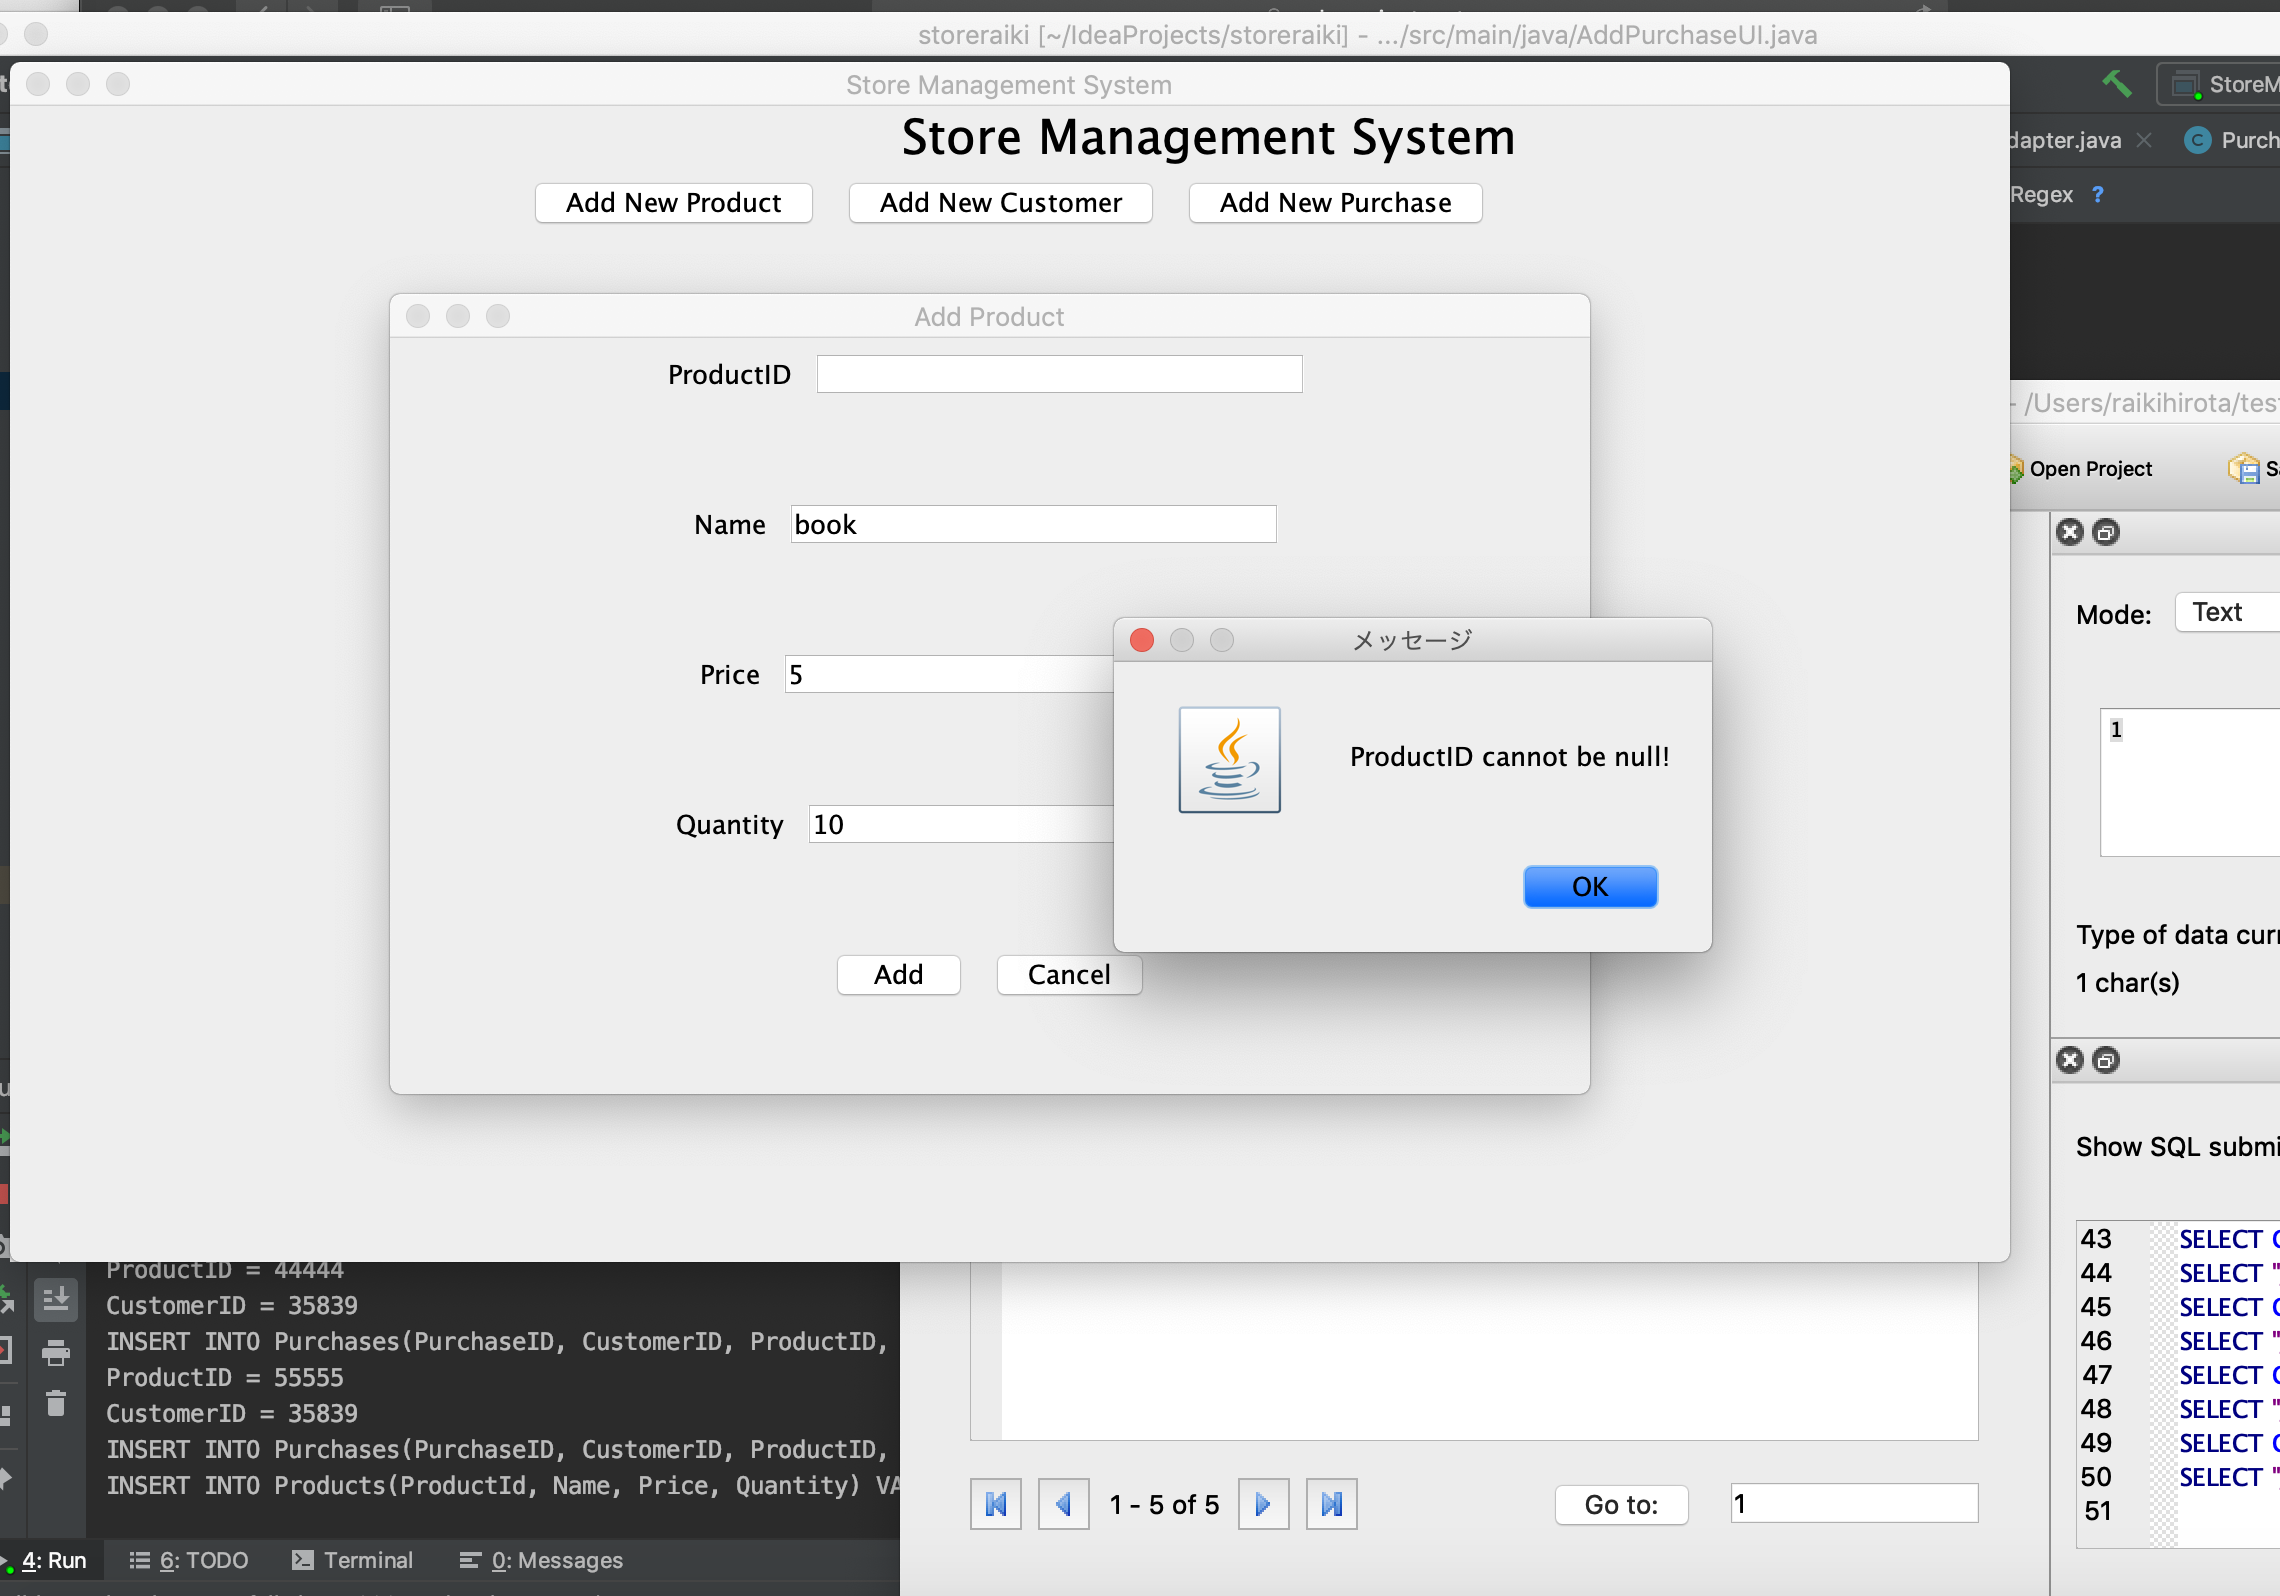 storeraiki [~/IdeaProjects/storeraiki] - .../src/main/java/AddPurchaseUI.java
Store Management System
StoreM
Store Management System
dapter.java
Purch
Add New Product
Add New Customer
Add New Purchase
Regex ?
Add Product
ProductID
- /Users/raikihirota/tes
Open Project
Name
book
メッセージ
Mode:
Text
Price
5
1
ProductID cannot be null!
Quantity
10
OK
Type of data curr
Add
Cancel
1 char(s)
Show SQL submi
43 SELECT
44 SELECT "
45 SELECT
46 SELECT "
47 SELECT
48 SELECT "
49 SELECT
50 SELECT "
51
ProductID = 44444
CustomerID = 35839
INSERT INTO Purchases(PurchaseID, CustomerID, ProductID,
ProductID = 55555
CustomerID = 35839
INSERT INTO Purchases(PurchaseID, CustomerID, ProductID,
INSERT INTO Products(ProductId, Name, Price, Quantity) VA
1 - 5 of 5
Go to:
1
4: Run
6: TODO
Terminal
0: Messages